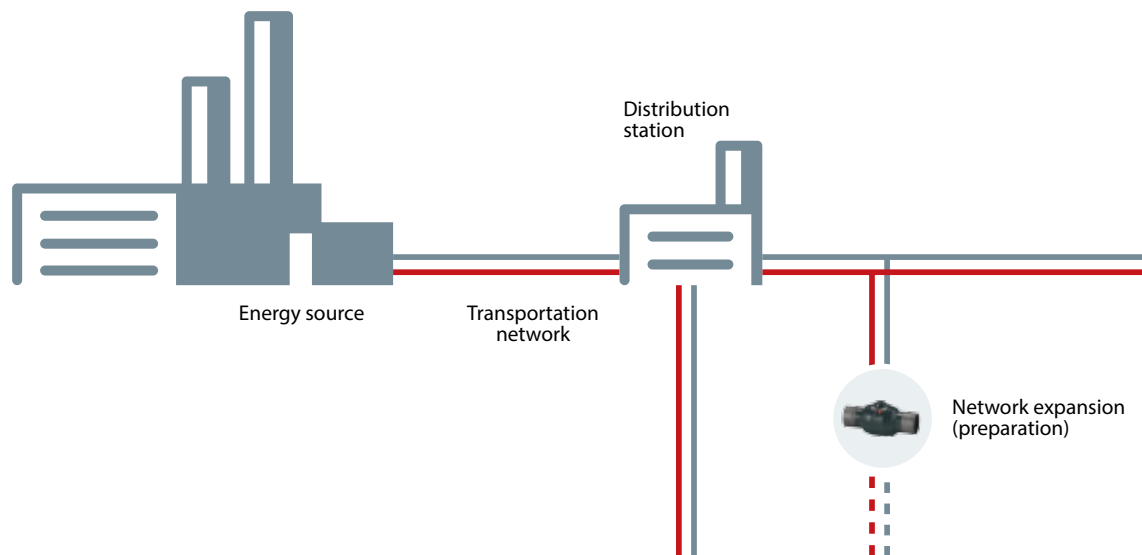 Distribution
station
Energy source
Transportation
network
Network expansion
(preparation)